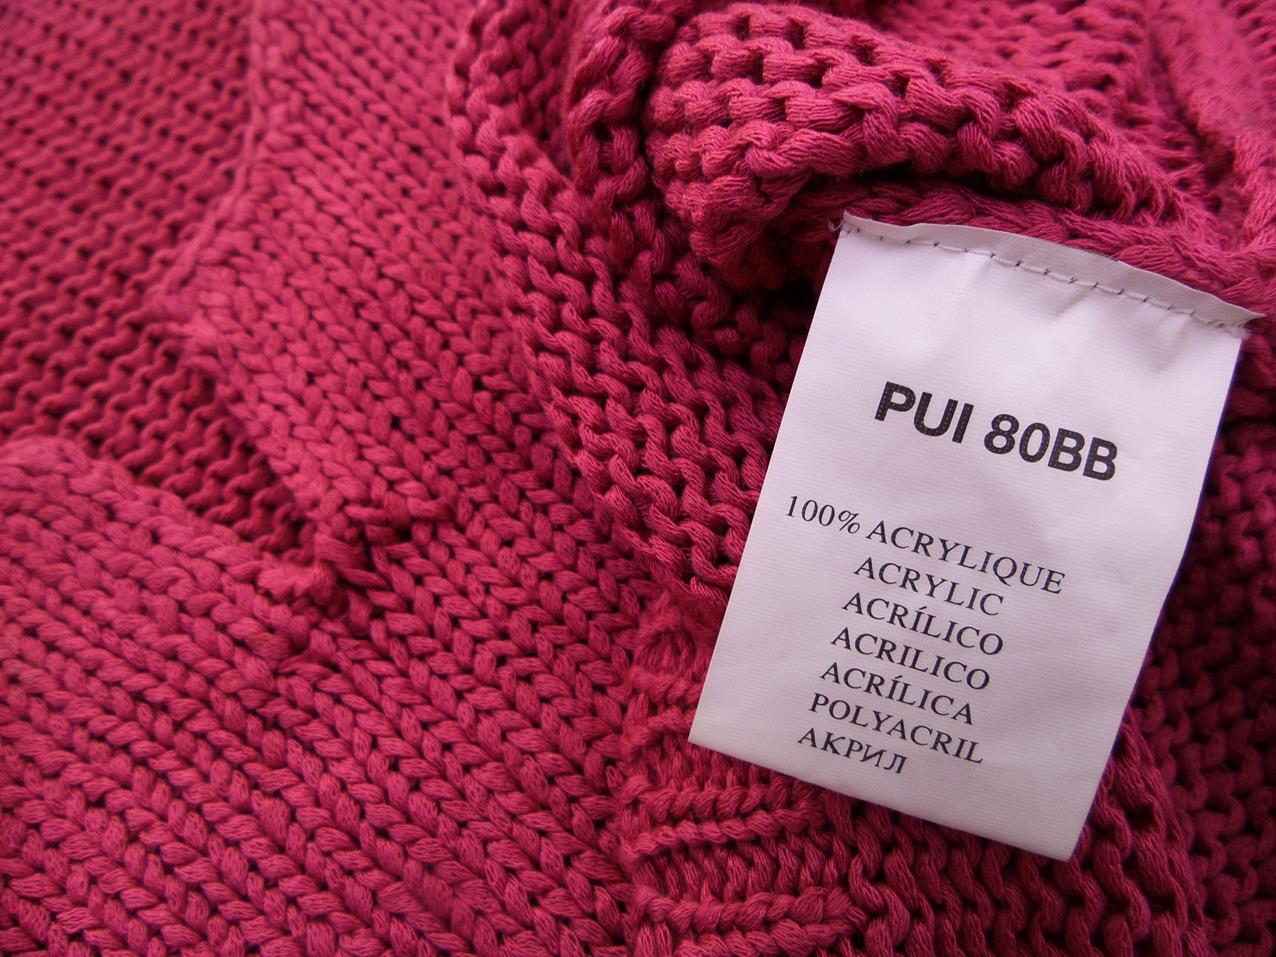 PUI 80BB
100% ACRYLIQUE
ACRYLIC
ACRÍLICO
ACRILICO
ACRÍLICA
POLYACRIL
АКРИЛ